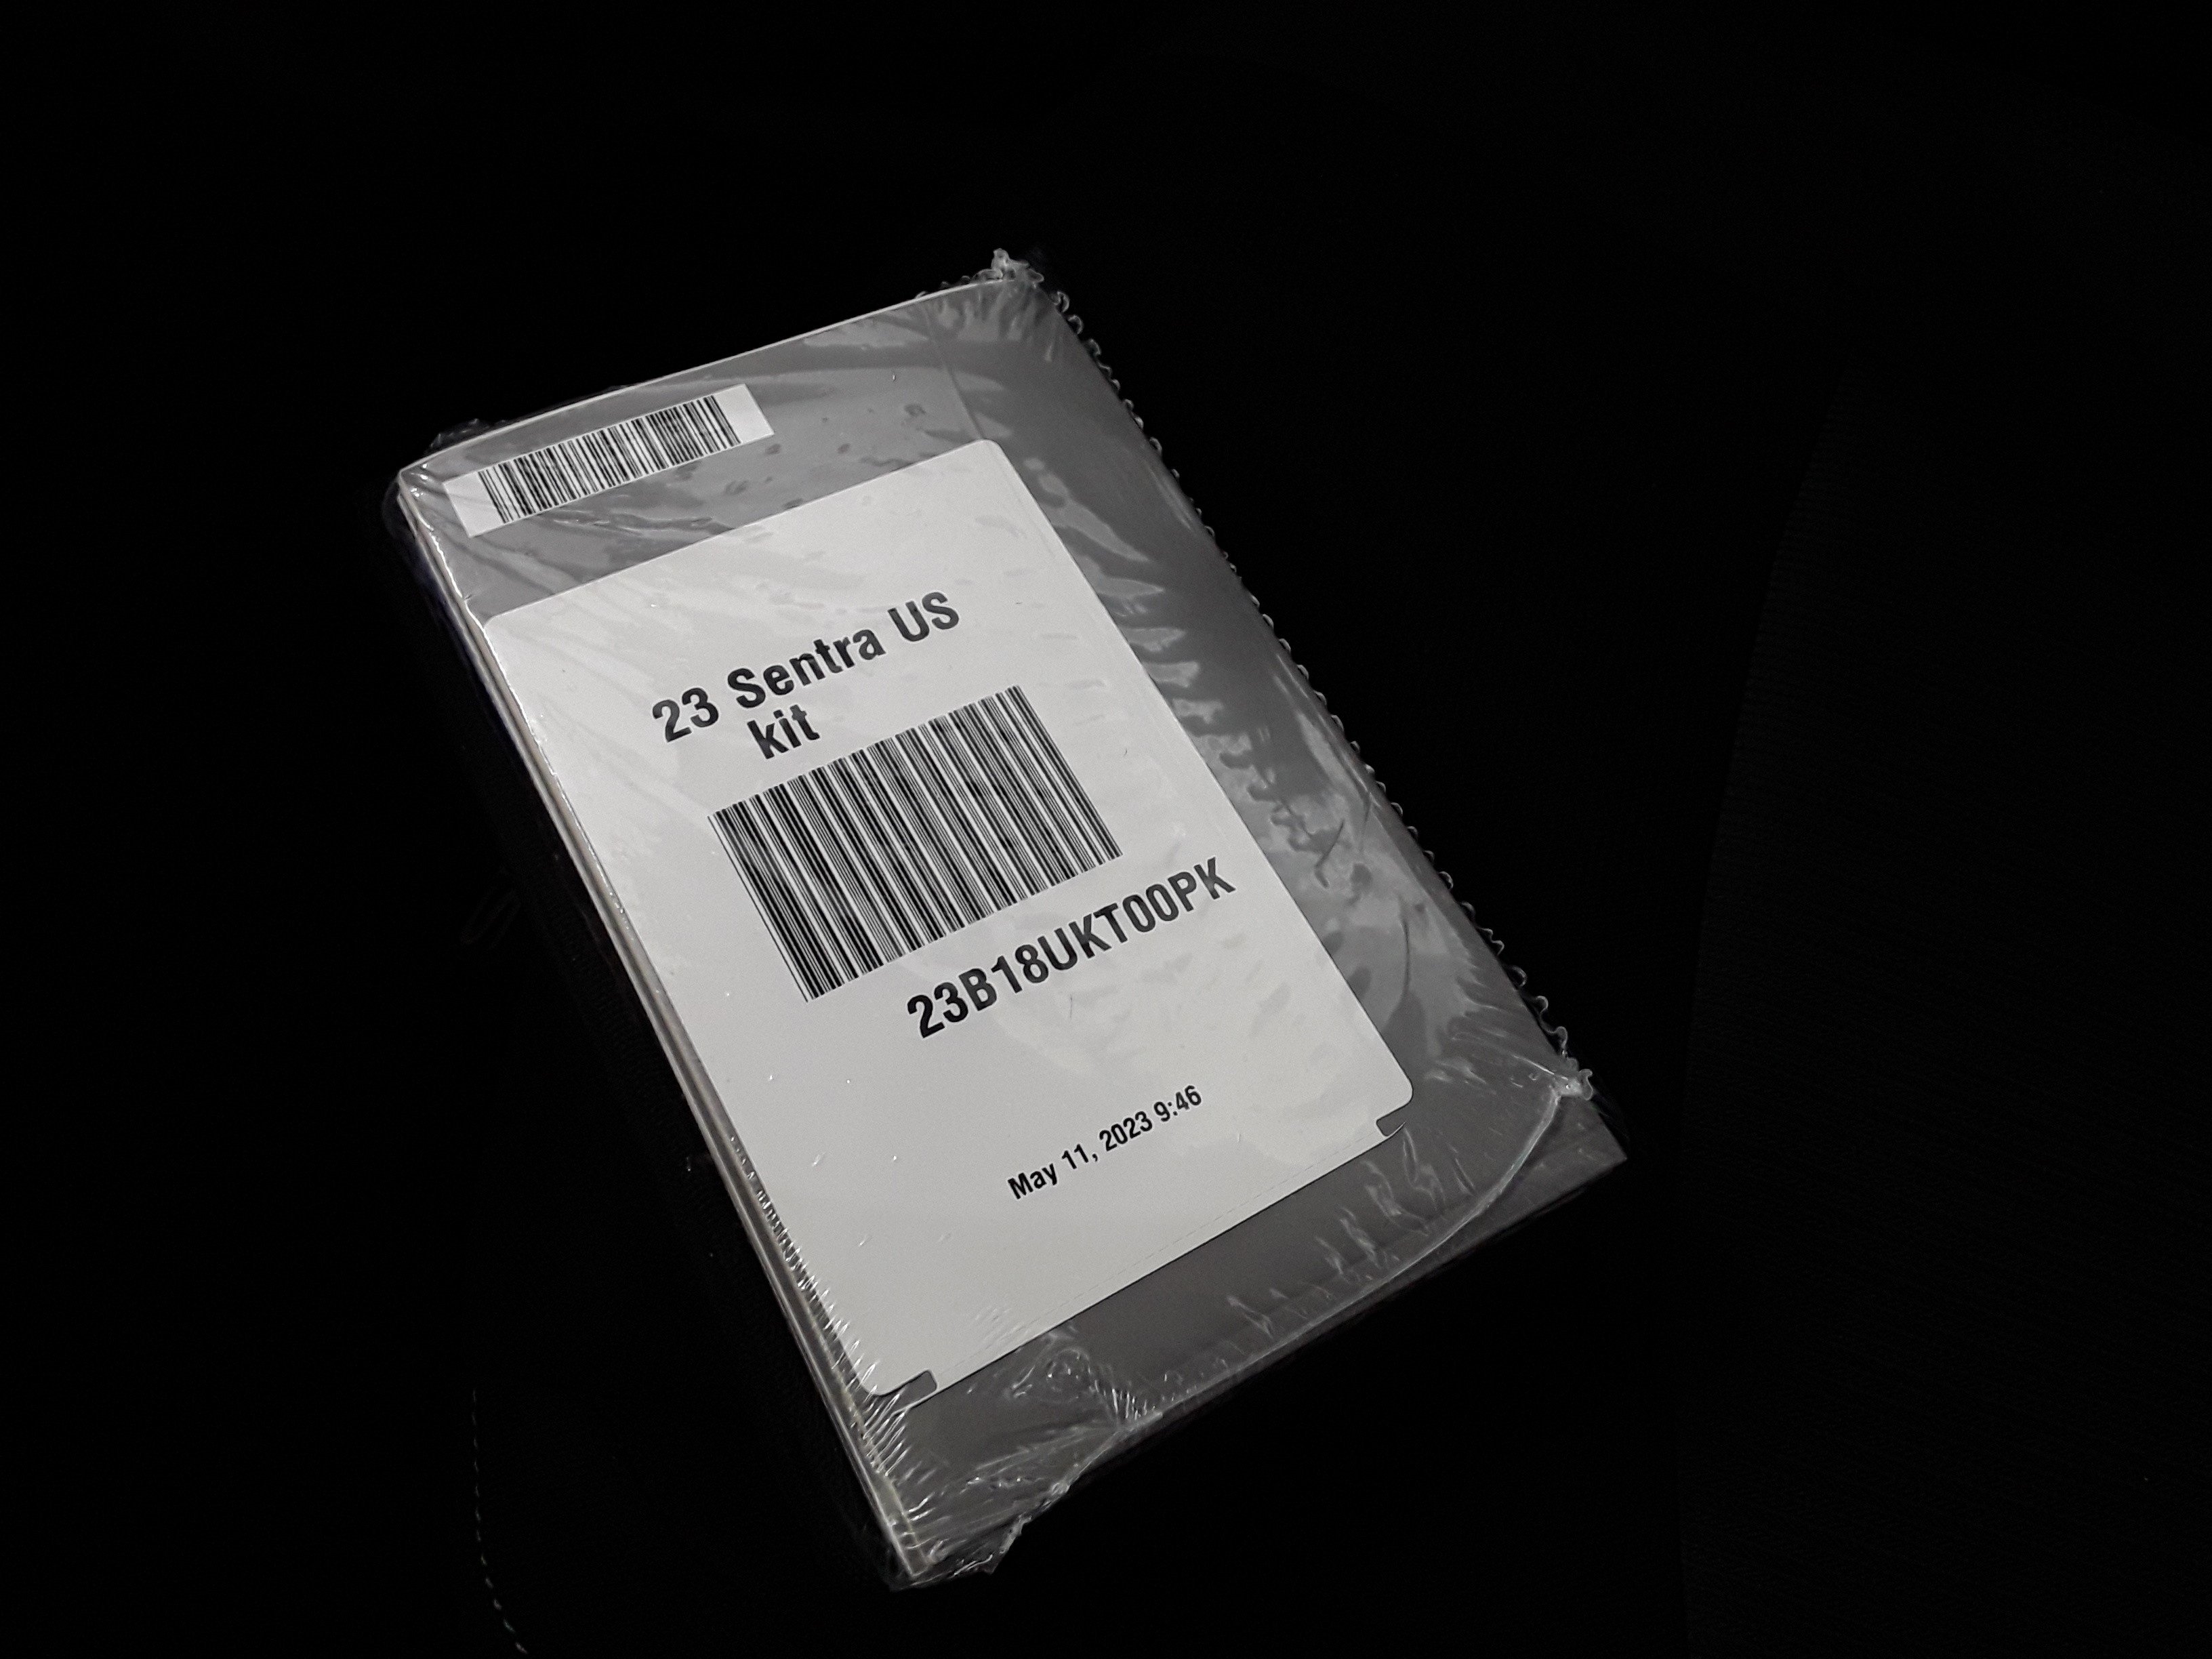 23 Sentra US
kit
23B18UKT00PK
May 11, 2023 9:46